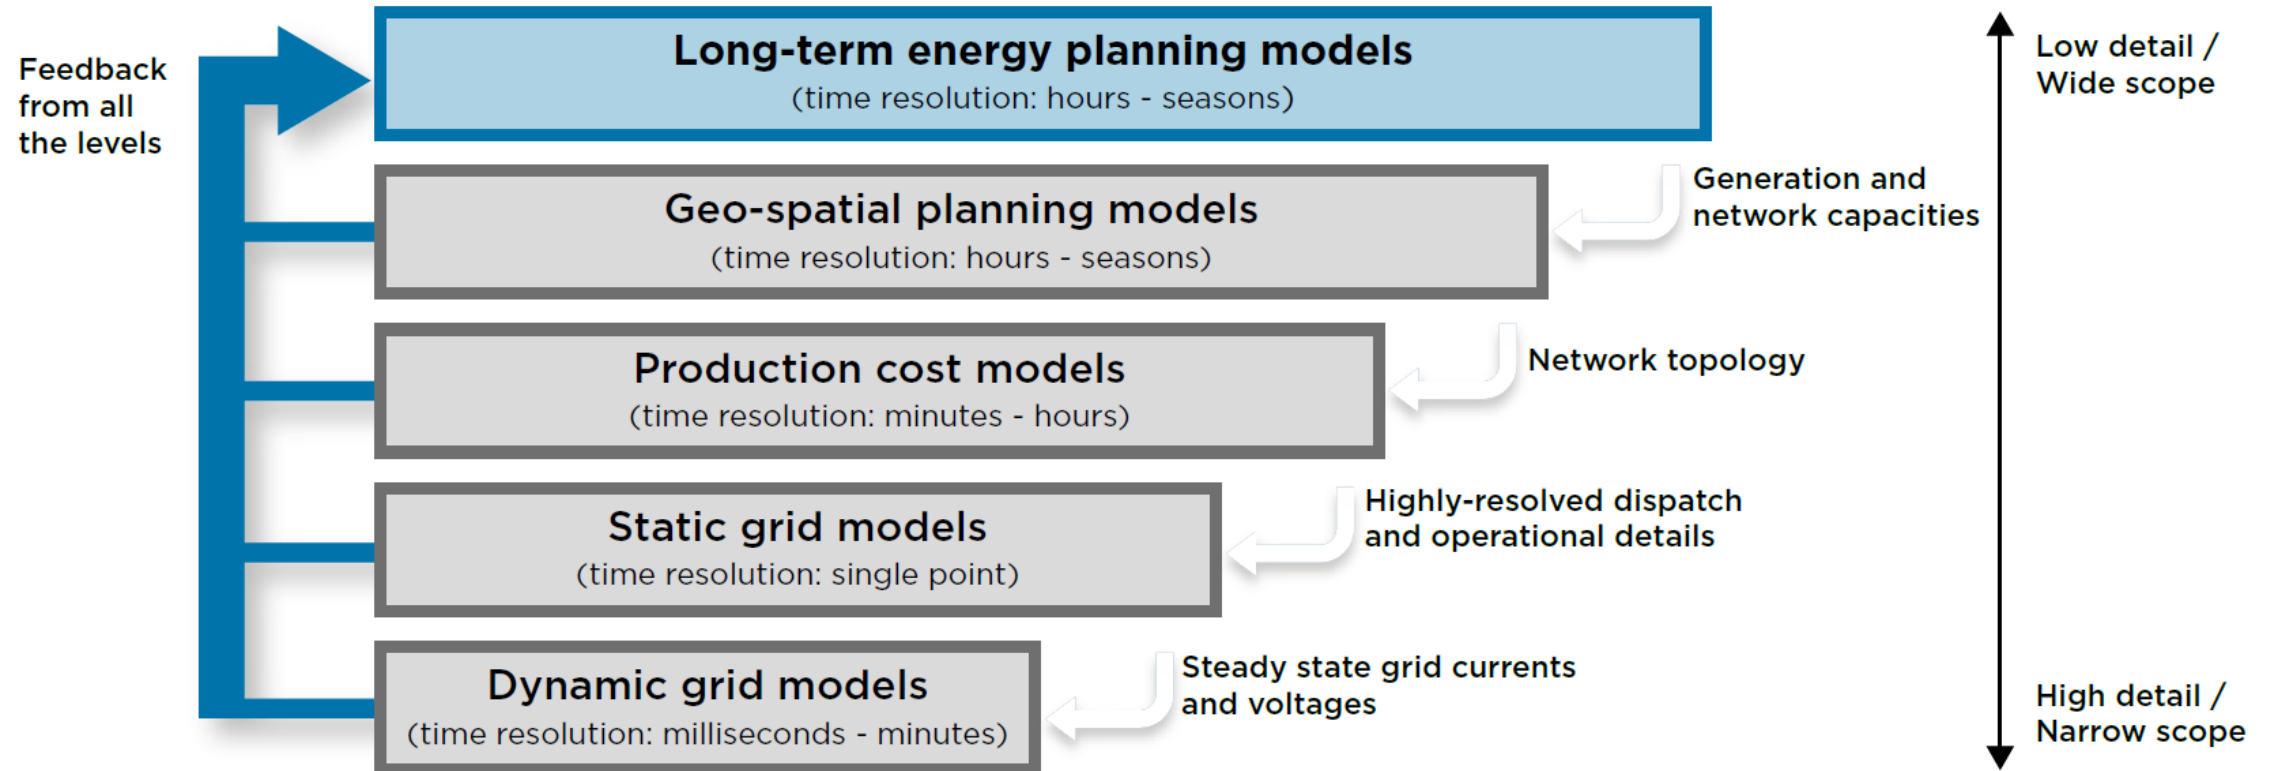 Feedback
from all
the levels
Long-term energy planning models
(time resolution: hours - seasons)
Low detail /
Wide scope
Geo-spatial planning models
(time resolution: hours - seasons)
Generation and
network capacities
Production cost models
(time resolution: minutes - hours)
Network topology
Static grid models
(time resolution: single point)
Highly-resolved dispatch
and operational details
Dynamic grid models
(time resolution: milliseconds - minutes)
Steady state grid currents
and voltages
High detail /
Narrow scope